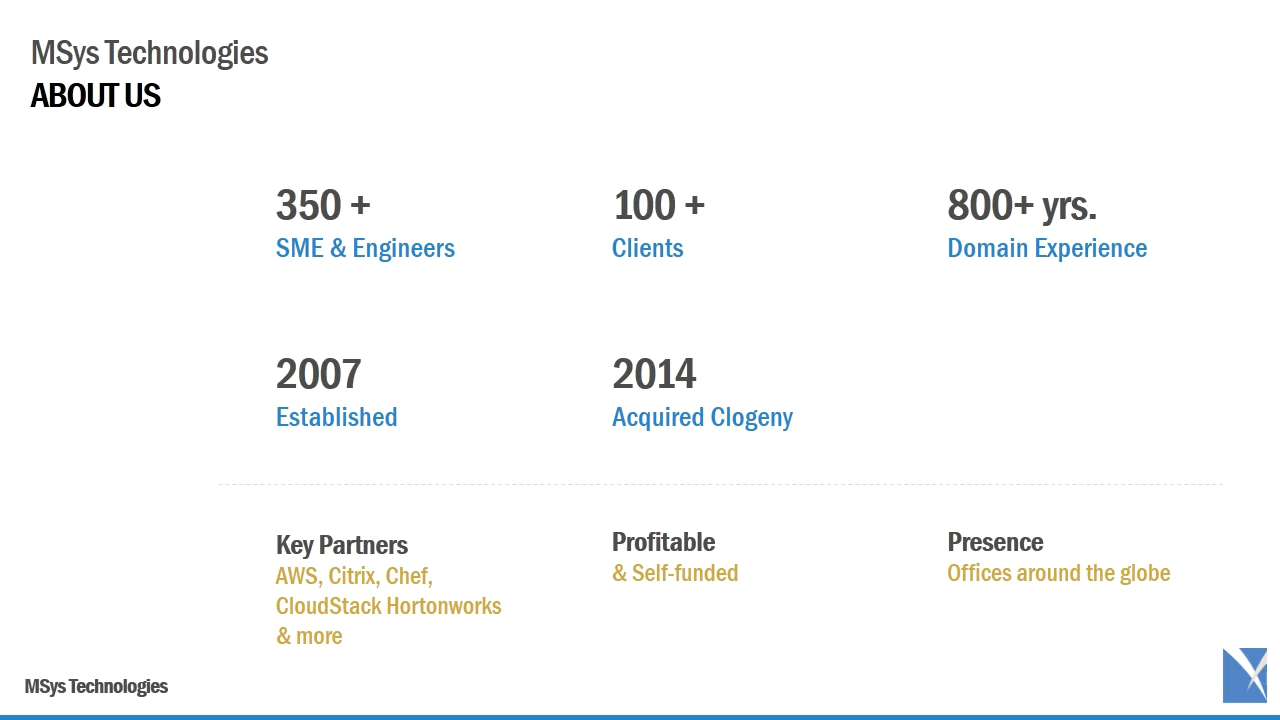 MSys Technologies
ABOUT US
350 +
SME & Engineers
100 +
Clients
800+ yrs.
Domain Experience
2007
Established
2014
Acquired Clogeny
Key Partners
AWS, Citrix, Chef,
CloudStack Hortonworks
& more
Profitable
& Self-funded
Presence
Offices around the globe
MSys Technologies